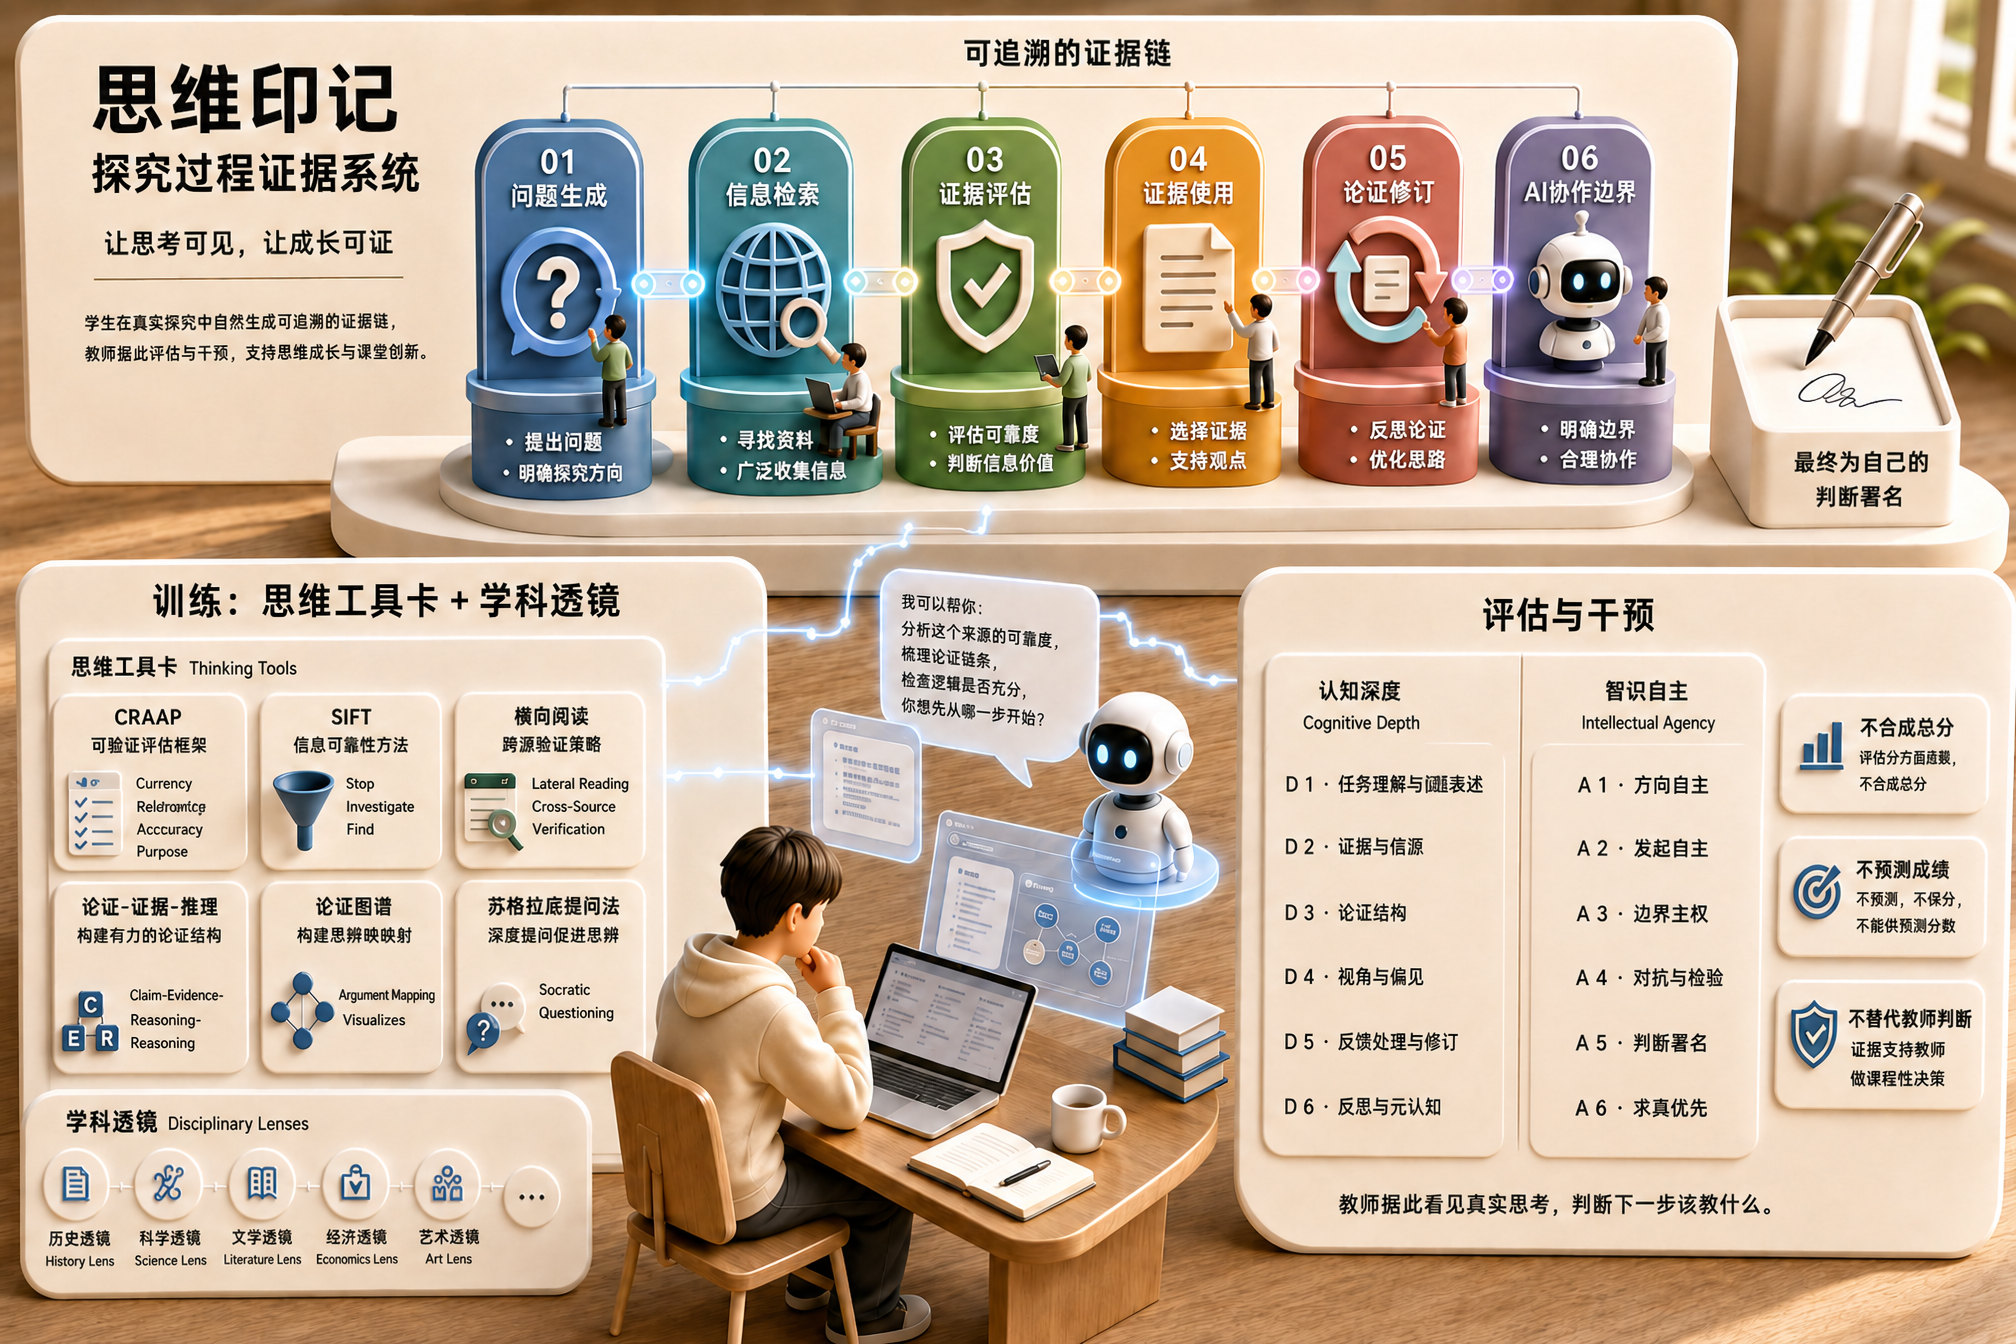 思维印记
探究过程证据系统
让思考可见，让成长可证
学生在真实探究中自然生成可追溯的证据链，
教师据此评估与干预，支持思维成长与课堂创新。
可追溯的证据链
01
问题生成
• 提出问题
• 明确探究方向
02
信息检索
• 寻找资料
• 广泛收集信息
03
证据评估
• 评估可靠度
• 判断信息价值
04
证据使用
• 选择证据
• 支持观点
05
论证修订
• 反思论证
• 优化思路
06
AI协作边界
• 明确边界
• 合理协作
最终为自己的
判断署名
训练：思维工具卡 + 学科透镜
思维工具卡 Thinking Tools
CRAAP
可验证评估框架
Currency
Acccuracy
Purpose
SIFT
信息可靠性方法
Stop
Investigate
Find
横向阅读
跨源验证策略
Lateral Reading
Cross-Source
Verification
论证-证据-推理
构建有力的论证结构
C
E R
Claim-Evidence-
Reasoning-
Reasoning
论证图谱
构建思辨映映射
Argument Mapping
Visualizes
苏格拉底提问法
深度提问促进思辨
?
Socratic
Questioning
学科透镜 Disciplinary Lenses
历史透镜
History Lens
科学透镜
Science Lens
文学透镜
Literature Lens
经济透镜
Economics Lens
艺术透镜
Art Lens
...
我可以帮你：
分析这个来源的可靠度，
梳理论证链条，
检查逻辑是否充分，
你想先从哪一步开始？
评估与干预
认知深度
Cognitive Depth
D 1 · 任务理解与问题表述
D 2 · 证据与信源
D 3 · 论证结构
D 4 · 视角与偏见
D 5 · 反馈处理与修订
D 6 · 反思与元认知
智识自主
Intellectual Agency
A 1 · 方向自主
A 2 · 发起自主
A 3 · 边界主权
A 4 · 对抗与检验
A 5 · 判断署名
A 6 · 求真优先
不合成总分
评估分方面
不合成总分
不预测成绩
不预测，不保分，
不能供预测分数
不替代教师判断
证据支持教师
做课程性决策
教师据此看见真实思考，判断下一步该教什么。